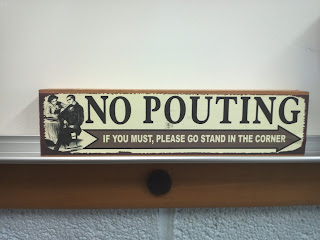 NO POUTING
IF YOU MUST, PLEASE GO STAND IN THE CORNER